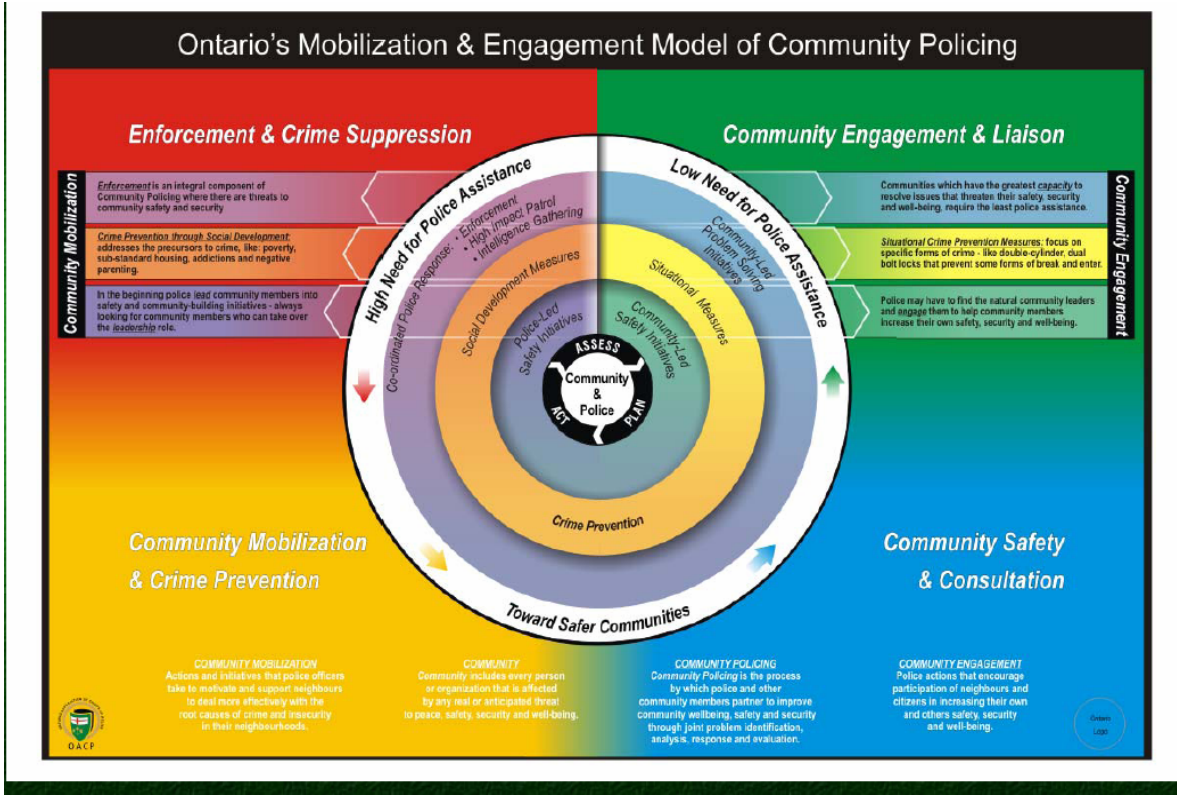 Ontario's Mobilization & Engagement Model of Community Policing
Enforcement & Crime Suppression
Community Engagement & Liaison
Community Mobilization
Enforcement is an integral component of
Community Policing where there are threats to
community safety and security
Crime Prevention through Social Development:
addresses the precursors to crime, like: poverty,
sub-standard housing, addictions and negative
parenting.
In the beginning police lead community members into
safety and community-building initiatives - always
looking for community members who can take over
the leadership role.
High Need for Police Assistance
Low Need for Police Assistance
Co-ordinated Police Response: • Enforcement
• High Impact Patrol
• Intelligence Gathering
Social Development Measures
Police-Led
Safety Initiatives
Community-Led
Problem Solving
Initiatives
Situational Measures
Community-Led
Safety Initiatives
ASSESS
PLAN
ACT
Community
&
Police
Crime Prevention
Toward Safer Communities
Communities which have the greatest capacity to
resolve issues that threaten their safety, security
and well-being, require the least police assistance.
Situational Crime Prevention Measures: focus on
specific forms of crime - like double-cylinder, dual
bolt locks that prevent some forms of break and enter.
Police may have to find the natural community leaders
and engage them to help community members
increase their own safety, security and well-being.
Community Engagement
Community Mobilization
& Crime Prevention
Community Safety
& Consultation
COMMUNITY MOBILIZATION
Actions and initiatives that police officers
take to motivate and support neighbours
to deal more effectively with the
root causes of crime and insecurity
in their neighbourhoods.
COMMUNITY
Community includes every person
or organization that is affected
by any real or anticipated threat
to peace, safety, security and well-being.
COMMUNITY POLICING
Community Policing is the process
by which police and other
community members partner to improve
community wellbeing, safety and security
through joint problem identification,
analysis, response and evaluation.
COMMUNITY ENGAGEMENT
Police actions that encourage
participation of neighbours and
citizens in increasing their own
and others safety, security
and well-being.
OACP
Ontario
Logo